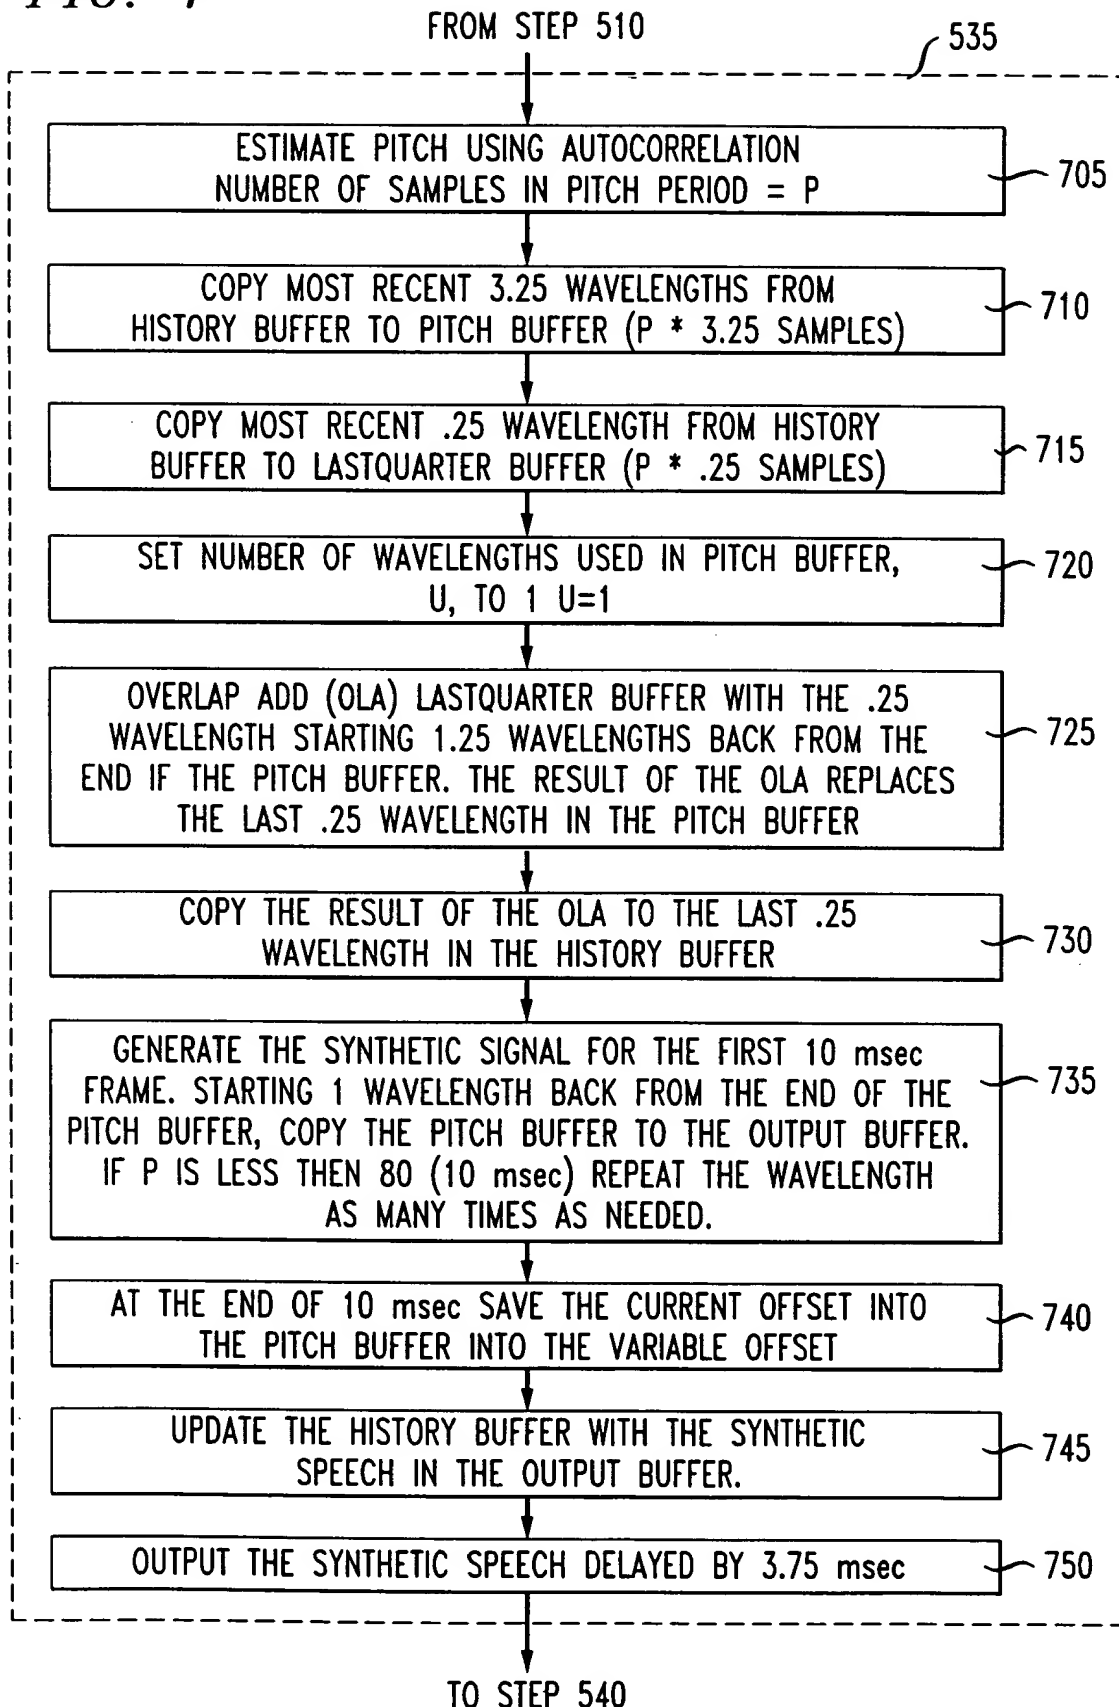 FIG. 7
FROM STEP 510
535
ESTIMATE PITCH USING AUTOCORRELATION
NUMBER OF SAMPLES IN PITCH PERIOD = P
705
COPY MOST RECENT 3.25 WAVELENGTHS FROM
HISTORY BUFFER TO PITCH BUFFER (P * 3.25 SAMPLES)
710
COPY MOST RECENT .25 WAVELENGTH FROM HISTORY
BUFFER TO LASTQUARTER BUFFER (P * .25 SAMPLES)
715
SET NUMBER OF WAVELENGTHS USED IN PITCH BUFFER,
U, TO 1 U=1
720
OVERLAP ADD (OLA) LASTQUARTER BUFFER WITH THE .25
WAVELENGTH STARTING 1.25 WAVELENGTHS BACK FROM THE
END IF THE PITCH BUFFER. THE RESULT OF THE OLA REPLACES
THE LAST .25 WAVELENGTH IN THE PITCH BUFFER
725
COPY THE RESULT OF THE OLA TO THE LAST .25
WAVELENGTH IN THE HISTORY BUFFER
730
GENERATE THE SYNTHETIC SIGNAL FOR THE FIRST 10 msec
FRAME. STARTING 1 WAVELENGTH BACK FROM THE END OF THE
PITCH BUFFER, COPY THE PITCH BUFFER TO THE OUTPUT BUFFER.
IF P IS LESS THEN 80 (10 msec) REPEAT THE WAVELENGTH
AS MANY TIMES AS NEEDED.
735
AT THE END OF 10 msec SAVE THE CURRENT OFFSET INTO
THE PITCH BUFFER INTO THE VARIABLE OFFSET
740
UPDATE THE HISTORY BUFFER WITH THE SYNTHETIC
SPEECH IN THE OUTPUT BUFFER.
745
OUTPUT THE SYNTHETIC SPEECH DELAYED BY 3.75 msec
750
TO STEP 540